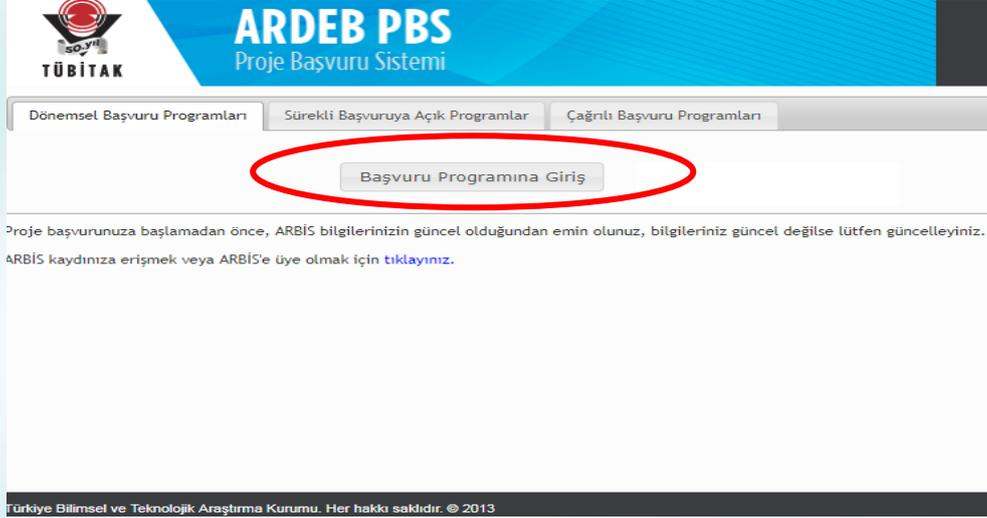 50.yıl
TÜBİTAK
ARDEB PBS
Proje Başvuru Sistemi
Dönemsel Başvuru Programları
Sürekli Başvuruya Açık Programlar
Çağrılı Başvuru Programları
Başvuru Programına Giriş
Proje başvurunuza başlamadan önce, ARBİS bilgilerinizin güncel olduğundan emin olunuz, bilgileriniz güncel değilse lütfen güncelleyiniz.
ARBİS kaydınıza erişmek veya ARBİS'e üye olmak için tıklayınız.
Türkiye Bilimsel ve Teknolojik Araştırma Kurumu. Her hakkı saklıdır. © 2013